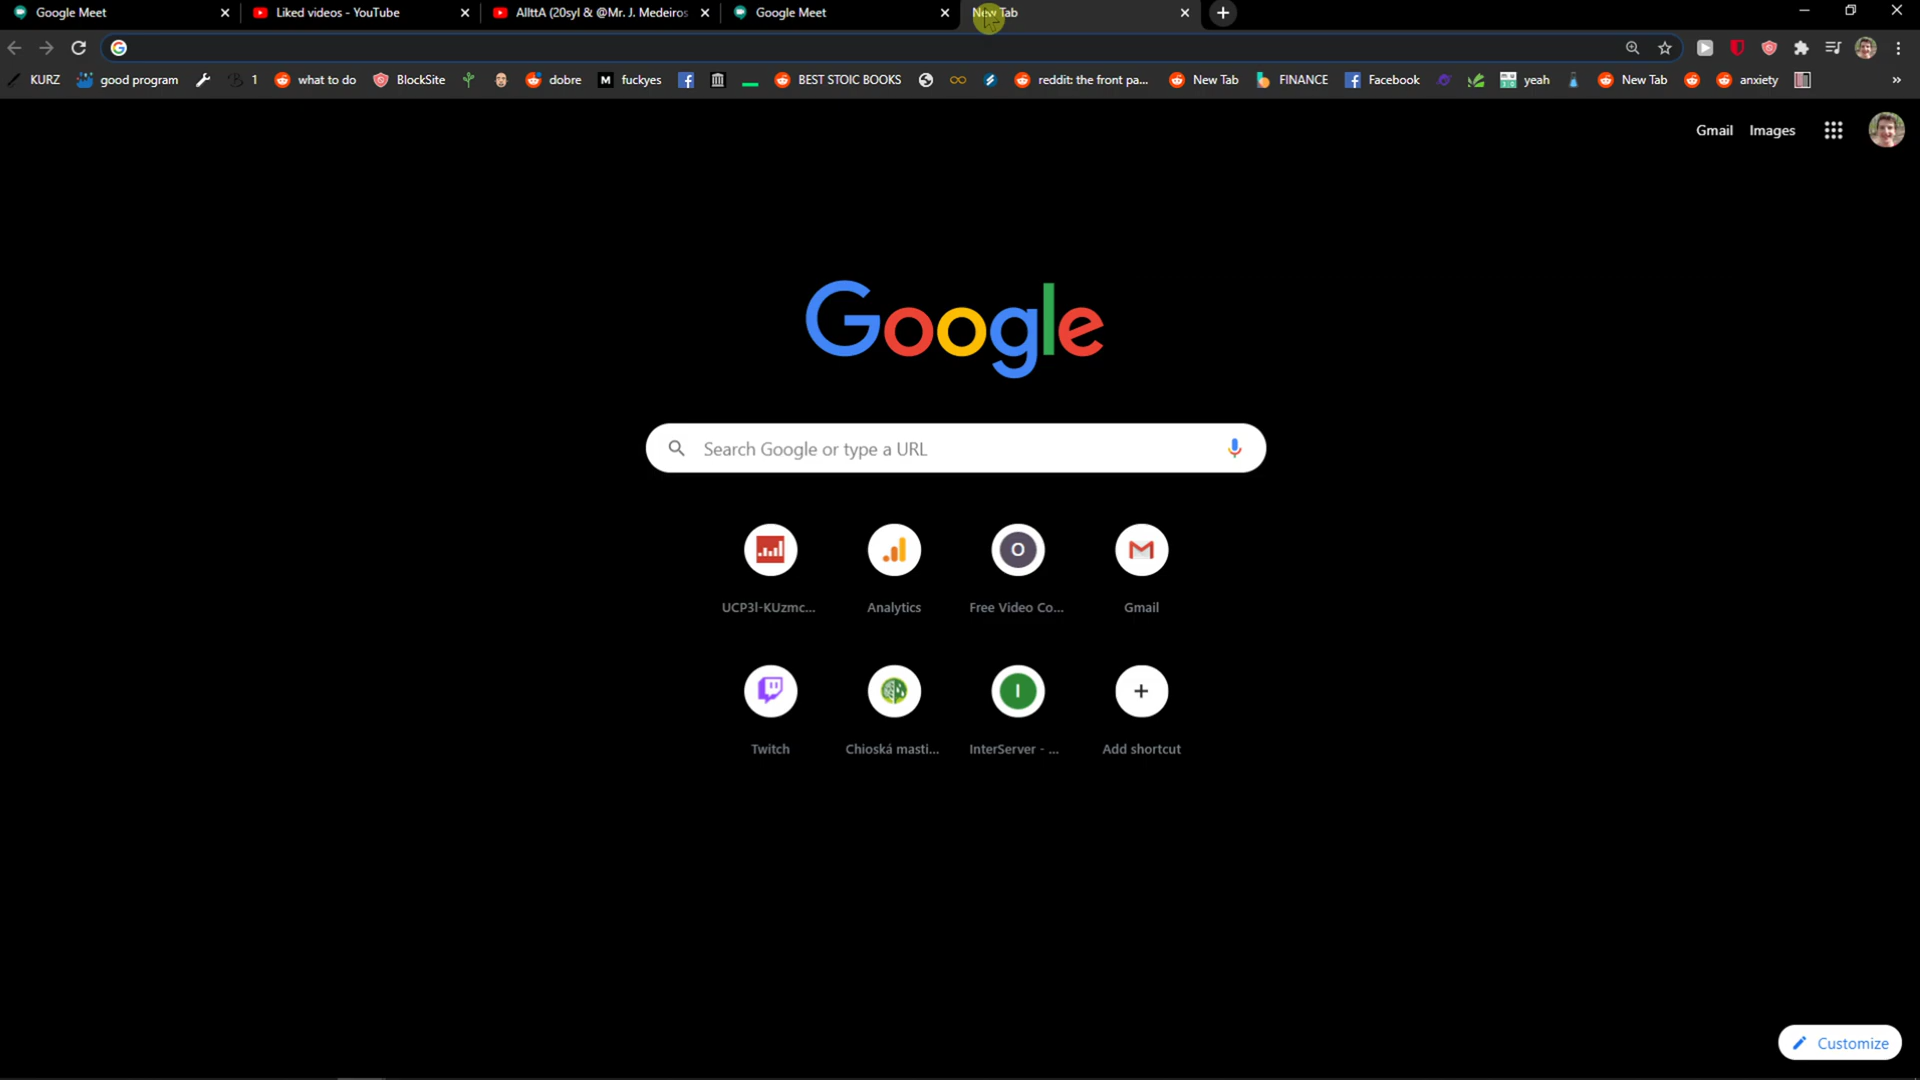 Google Meet
Liked videos - YouTube
AllttA (20syl & @Mr. J. Medeiros
Google Meet
New Tab
KURZ
good program
1
what to do
BlockSite
dobre
M
fuckyes
BEST STOIC BOOKS
reddit: the front pa...
New Tab
FINANCE
Facebook
yeah
New Tab
anxiety
»
Gmail
Images
Google
Search Google or type a URL
O
UCP3l-KUzmc...
Analytics
Free Video Co...
Gmail
I
Twitch
Chioská masti...
InterServer - ...
Add shortcut
Customize